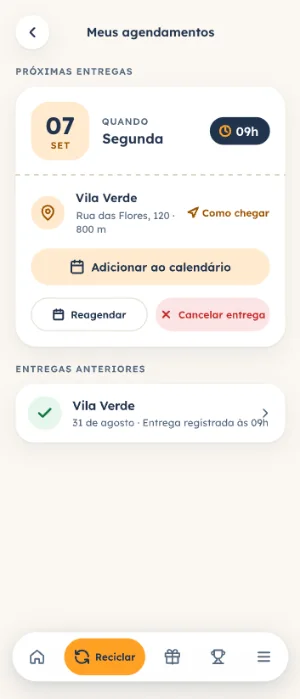 Meus agendamentos
PRÓXIMAS ENTREGAS
07
SET
QUANDO
Segunda
09h
Vila Verde
Rua das Flores, 120 ·
800 m
Como chegar
Adicionar ao calendário
Reagendar
Cancelar entrega
ENTREGAS ANTERIORES
Vila Verde
31 de agosto · Entrega registrada às 09h
Reciclar